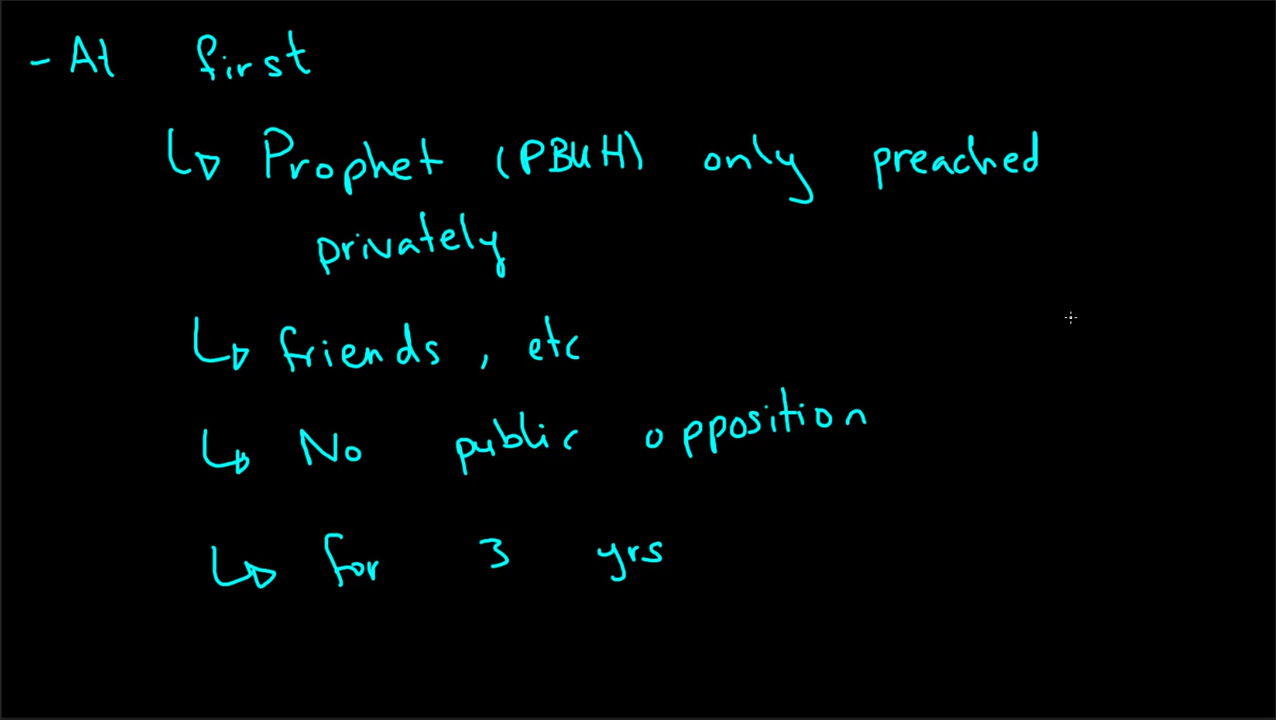 - At first
↳ Prophet (PBUH) only preached
privately
↳ friends, etc
↳ No public opposition
↳ for 3 yrs